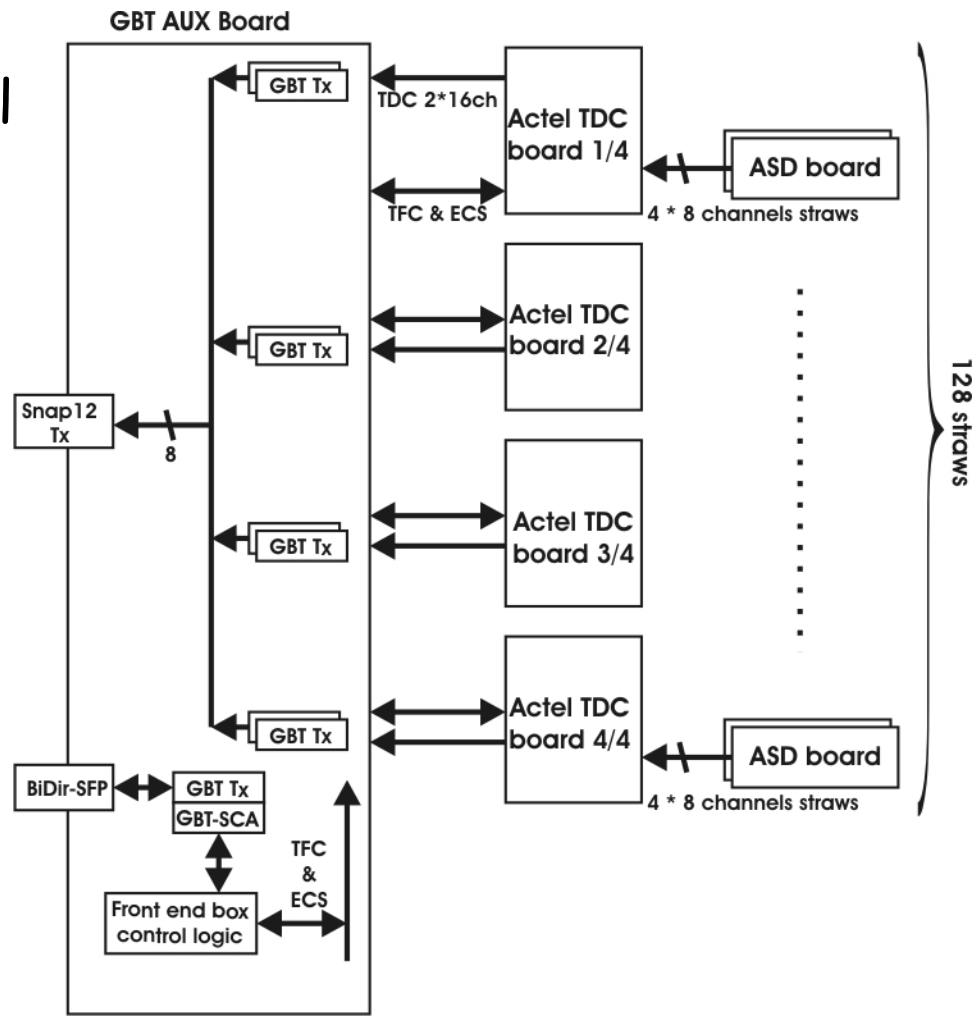 GBT AUX Board
GBT Tx
TDC 2*16ch
TFC & ECS
Actel TDC
board 1/4
ASD board
4 * 8 channels straws
GBT Tx
Actel TDC
board 2/4
128 straws
Snap12
Tx
8
GBT Tx
Actel TDC
board 3/4
GBT Tx
Actel TDC
board 4/4
ASD board
4 * 8 channels straws
BiDir-SFP
GBT Tx
GBT-SCA
TFC
&
ECS
Front end box
control logic